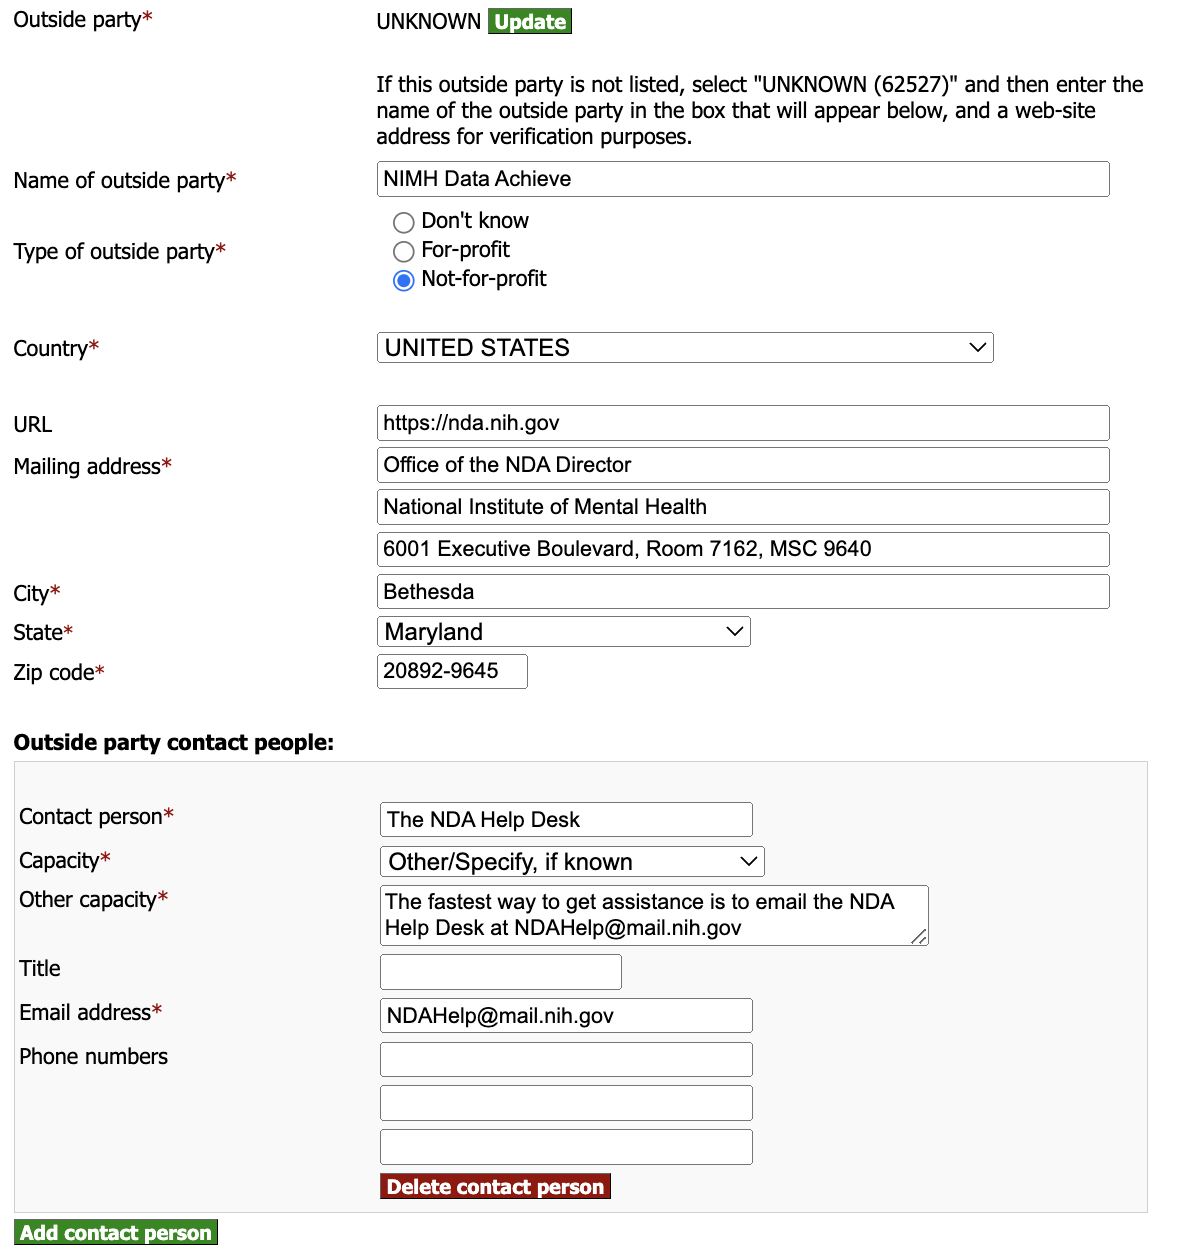 Outside party*
UNKNOWN Update
If this outside party is not listed, select "UNKNOWN (62527)" and then enter the
name of the outside party in the box that will appear below, and a web-site
address for verification purposes.
Name of outside party*
NIMH Data Achieve
Type of outside party*
Don't know
For-profit
Not-for-profit
Country*
UNITED STATES
URL
https://nda.nih.gov
Mailing address*
Office of the NDA Director
National Institute of Mental Health
6001 Executive Boulevard, Room 7162, MSC 9640
City*
Bethesda
State*
Maryland
Zip code*
20892-9645
Outside party contact people:
Contact person*
The NDA Help Desk
Capacity*
Other/Specify, if known
Other capacity*
The fastest way to get assistance is to email the NDA
Help Desk at NDAHelp@mail.nih.gov
Title
Email address*
NDAHelp@mail.nih.gov
Phone numbers
Delete contact person
Add contact person